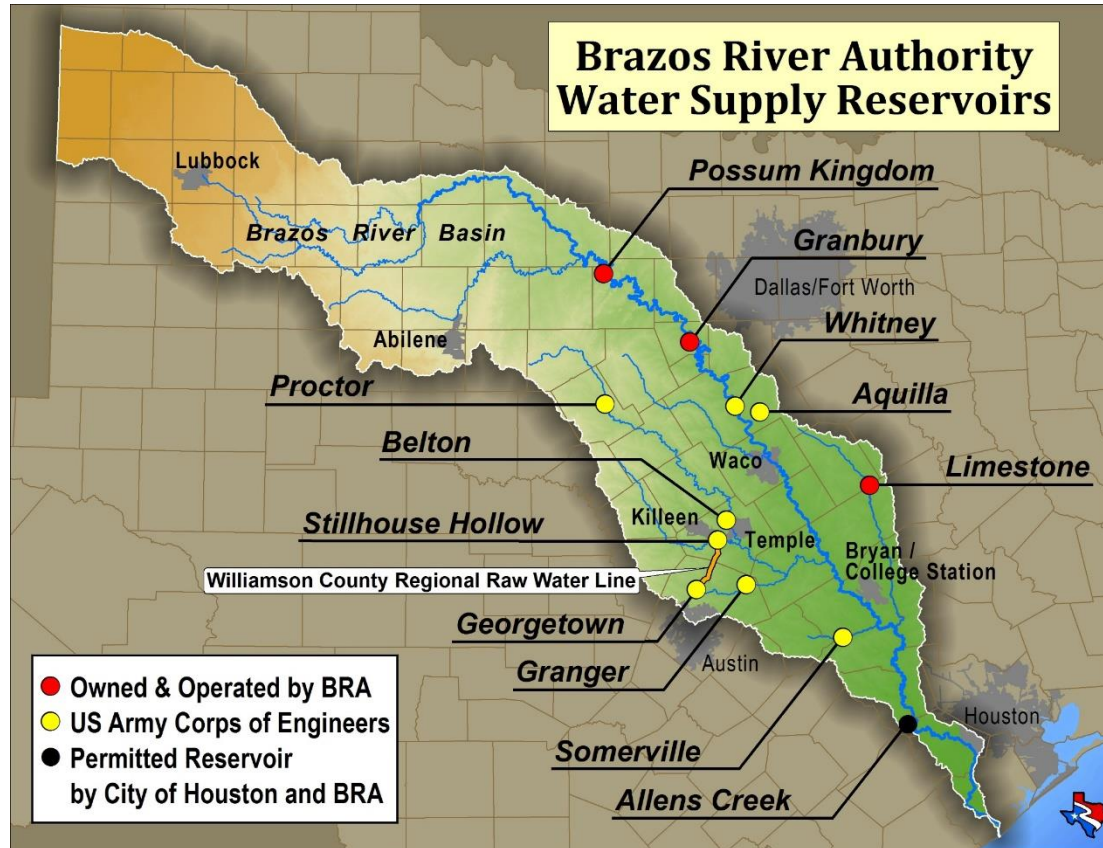 Brazos River Authority
Water Supply Reservoirs
Possum Kingdom
Lubbock
Granbury
Brazos River Basin
Dallas/Fort Worth
Whitney
Abilene
Proctor
Aquilla
Belton
Waco
Limestone
Stillhouse Hollow
Killeen
Temple
Bryan /
College Station
Williamson County Regional Raw Water Line
Georgetown
Granger
Austin
Somerville
Houston
Allens Creek
Owned & Operated by BRA
US Army Corps of Engineers
Permitted Reservoir
by City of Houston and BRA